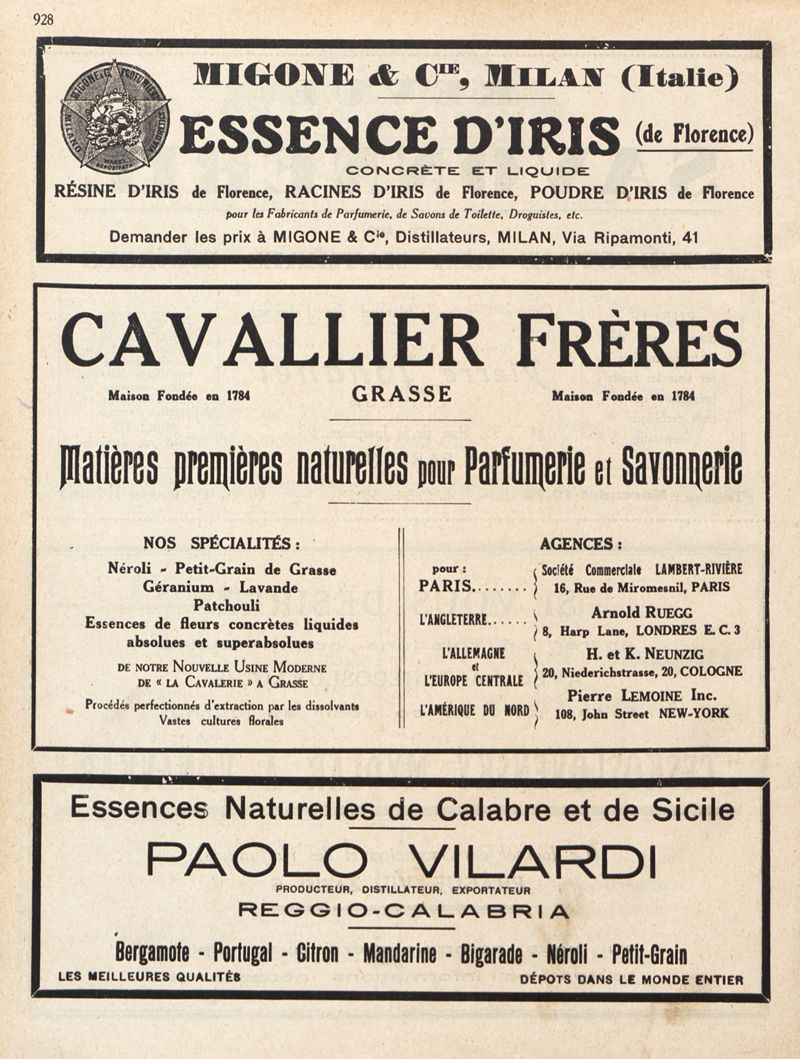 928
MIGONE & CIE, MILAN (Italie)
ESSENCE D'IRIS (de Florence)
CONCRÈTE ET LIQUIDE
RÉSINE D'IRIS de Florence, RACINES D'IRIS de Florence, POUDRE D'IRIS de Florence
pour les Fabricants de Parfumerie, de Savons de Toilette, Droguistes, etc.
Demander les prix à MIGONE & Cie, Distillateurs, MILAN, Via Ripamonti, 41
CAVALLIER FRÈRES
Maison Fondée en 1784 GRASSE Maison Fondée en 1784
Matières premières naturelles pour Parfumerie et Savonnerie
NOS SPÉCIALITÉS :
Néroli - Petit-Grain de Grasse
Géranium - Lavande
Patchouli
Essences de fleurs concrètes liquides
absolues et superabsolues
DE NOTRE NOUVELLE USINE MODERNE
DE « LA CAVALERIE » A GRASSE
Procédés perfectionnés d'extraction par les dissolvants
Vastes cultures florales
AGENCES :
pour : Société Commerciale LAMBERT-RIVIÈRE
PARIS....... 16, Rue de Miromesnil, PARIS
L'ANGLETERRE...... Arnold RUEGG
8, Harp Lane, LONDRES E. C. 3
L'ALLEMAGNE H. et K. NEUNZIG
et
L'EUROPE CENTRALE 20, Niederichstrasse, 20, COLOGNE
Pierre LEMOINE Inc.
L'AMÉRIQUE DU NORD 108, John Street NEW-YORK
Essences Naturelles de Calabre et de Sicile
PAOLO VILARDI
PRODUCTEUR, DISTILLATEUR, EXPORTATEUR
REGGIO-CALABRIA
Bergamote - Portugal - Citron - Mandarine - Bigarade - Néroli - Petit-Grain
LES MEILLEURES QUALITÉS DÉPOTS DANS LE MONDE ENTIER